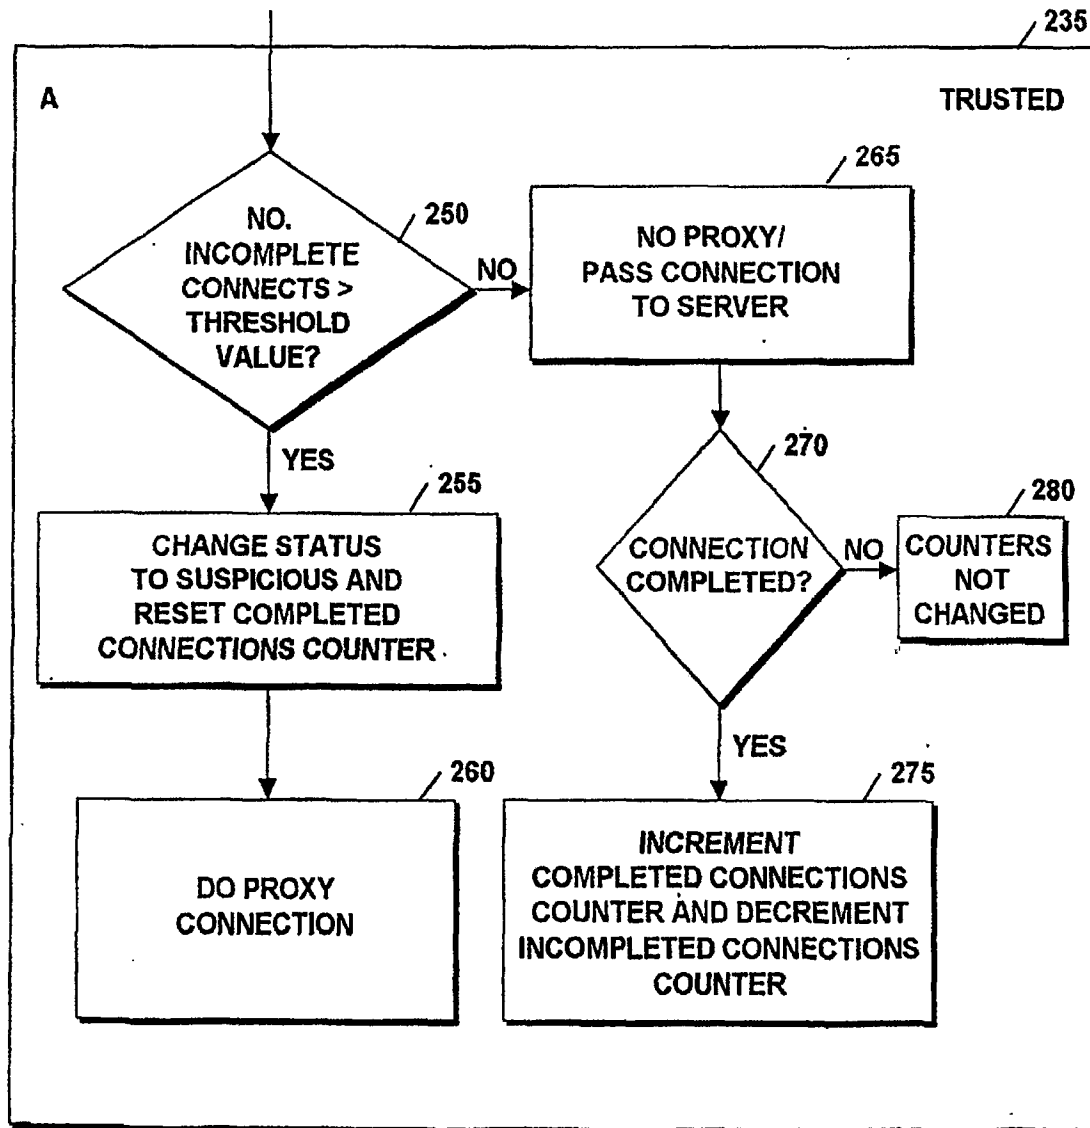 235
A
TRUSTED
265
250
NO.
INCOMPLETE
CONNECTS >
THRESHOLD
VALUE?
NO
NO PROXY/
PASS CONNECTION
TO SERVER
YES
270
255
280
CHANGE STATUS
TO SUSPICIOUS AND
RESET COMPLETED
CONNECTIONS COUNTER
CONNECTION
COMPLETED?
NO
COUNTERS
NOT
CHANGED
YES
260
275
DO PROXY
CONNECTION
INCREMENT
COMPLETED CONNECTIONS
COUNTER AND DECREMENT
INCOMPLETED CONNECTIONS
COUNTER